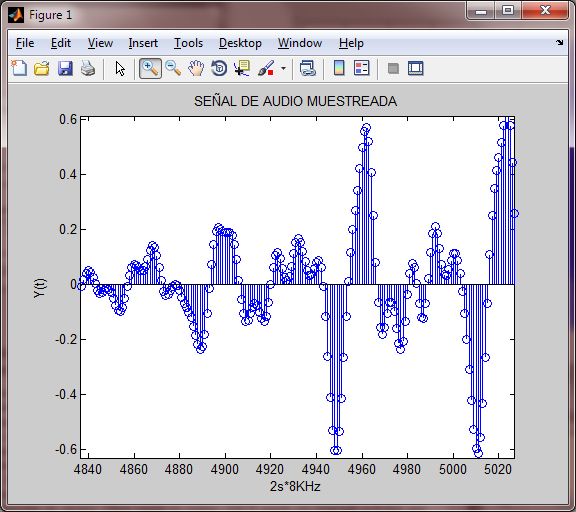 Figure 1
File Edit View Insert Tools Desktop Window Help
SEÑAL DE AUDIO MUESTREADA
0.6
0.4
0.2
0
-0.2
-0.4
-0.6
Y(t)
4840 4860 4880 4900 4920 4940 4960 4980 5000 5020
2s*8KHz